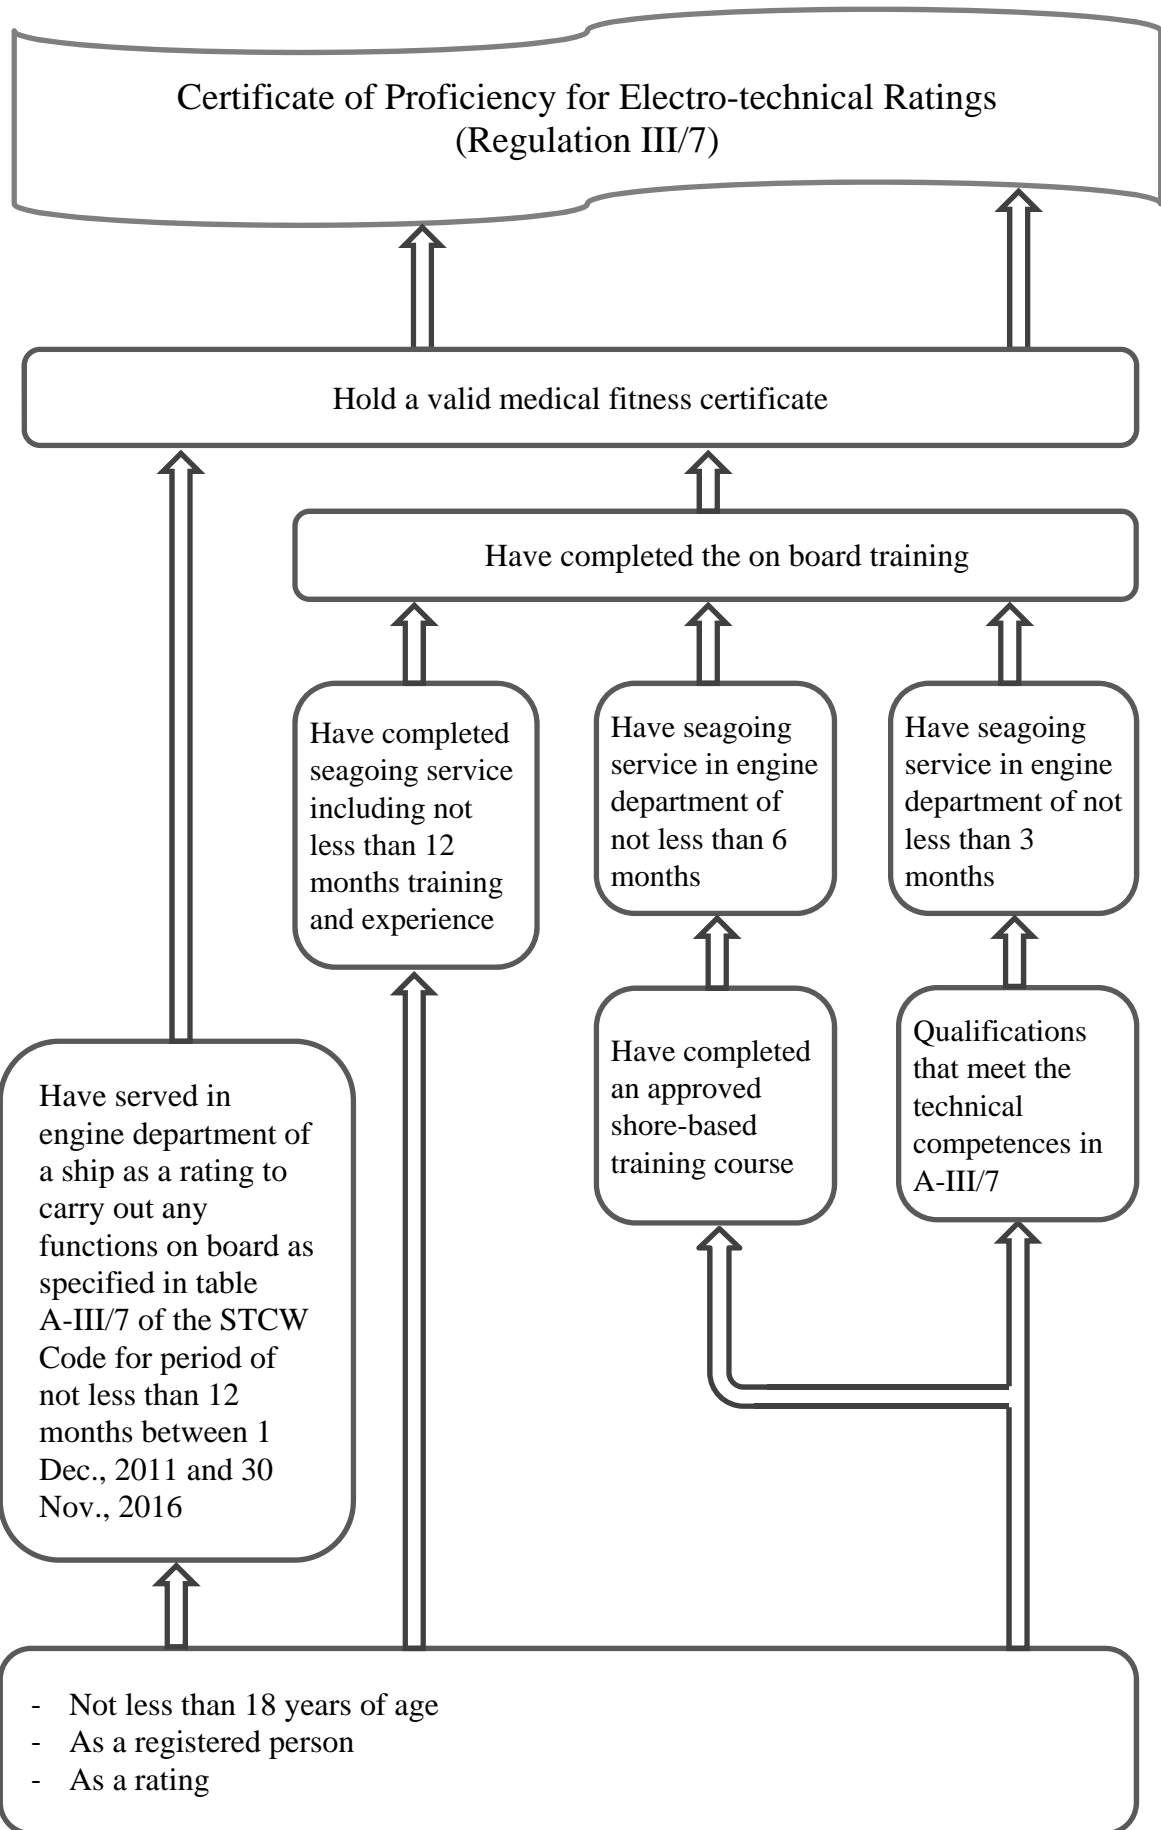 Certificate of Proficiency for Electro-technical Ratings
(Regulation III/7)
Hold a valid medical fitness certificate
Have completed the on board training
Have completed
seagoing service
including not
less than 12
months training
and experience
Have seagoing
service in engine
department of
not less than 6
months
Have seagoing
service in engine
department of not
less than 3
months
Have completed
an approved
shore-based
training course
Qualifications
that meet the
technical
competences in
A-III/7
Have served in
engine department of
a ship as a rating to
carry out any
functions on board as
specified in table
A-III/7 of the STCW
Code for period of
not less than 12
months between 1
Dec., 2011 and 30
Nov., 2016
- Not less than 18 years of age
- As a registered person
- As a rating